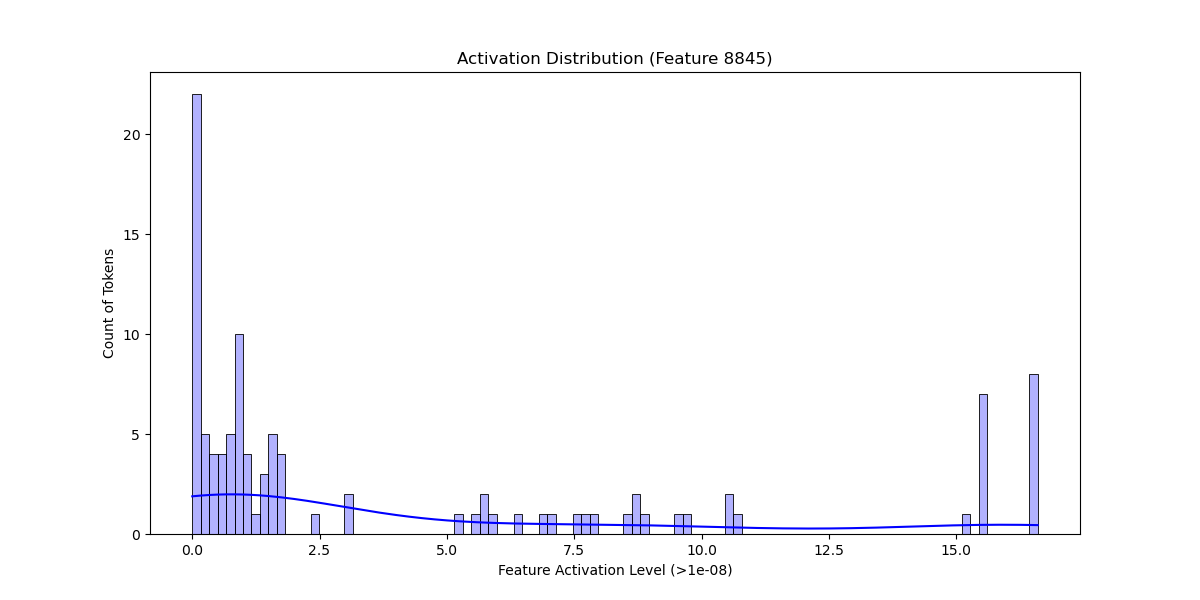 Activation Distribution (Feature 8845)
20
15
10
5
0
Count of Tokens
0.0 2.5 5.0 7.5 10.0 12.5 15.0
Feature Activation Level (>1e-08)